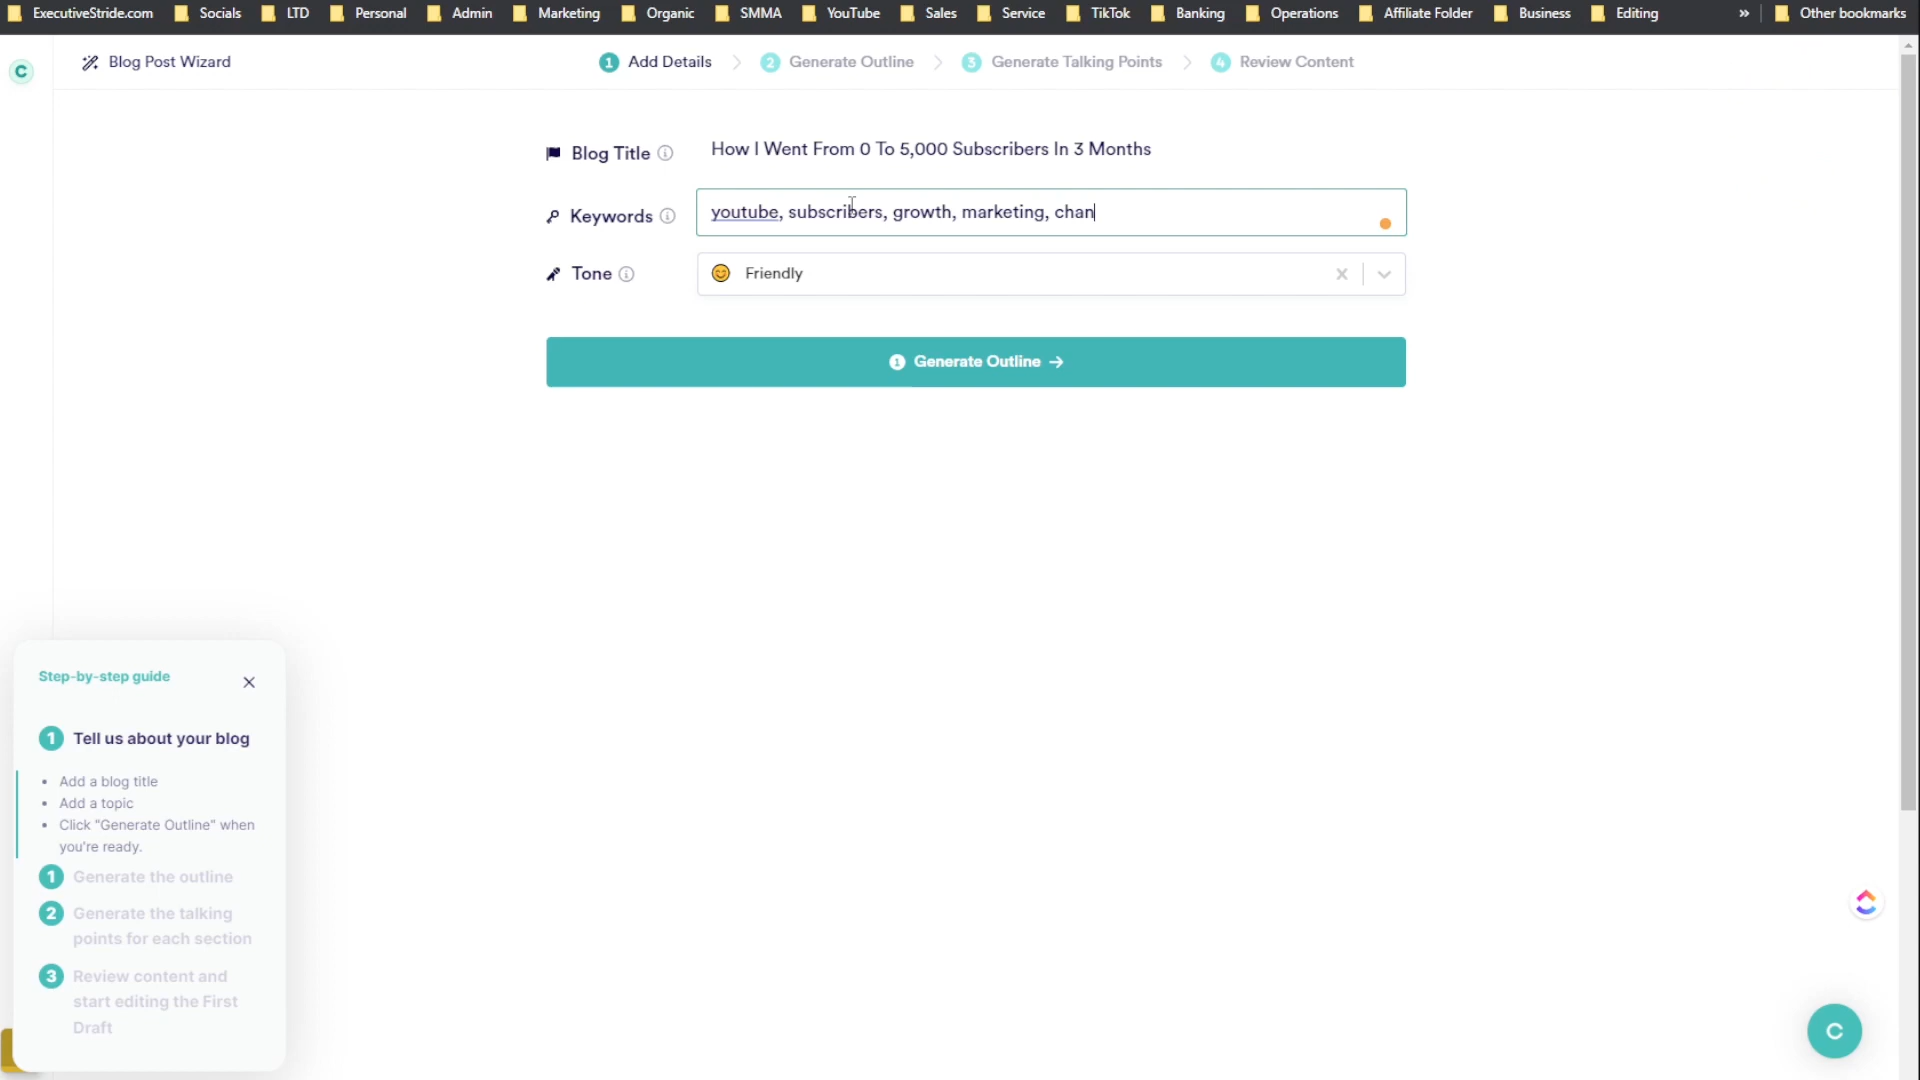 ExecutiveStride.com Socials LTD Personal Admin Marketing Organic SMMA YouTube Sales Service TikTok Banking Operations Affiliate Folder Business Editing » Other bookmarks
C
Blog Post Wizard
1 Add Details 2 Generate Outline 3 Generate Talking Points 4 Review Content
Blog Title How I Went From 0 To 5,000 Subscribers In 3 Months
Keywords youtube, subscribers, growth, marketing, chan
Tone Friendly
1 Generate Outline →
Step-by-step guide
1 Tell us about your blog
• Add a blog title
• Add a topic
• Click "Generate Outline" when
you're ready.
1 Generate the outline
2 Generate the talking
points for each section
3 Review content and
start editing the First
Draft
C